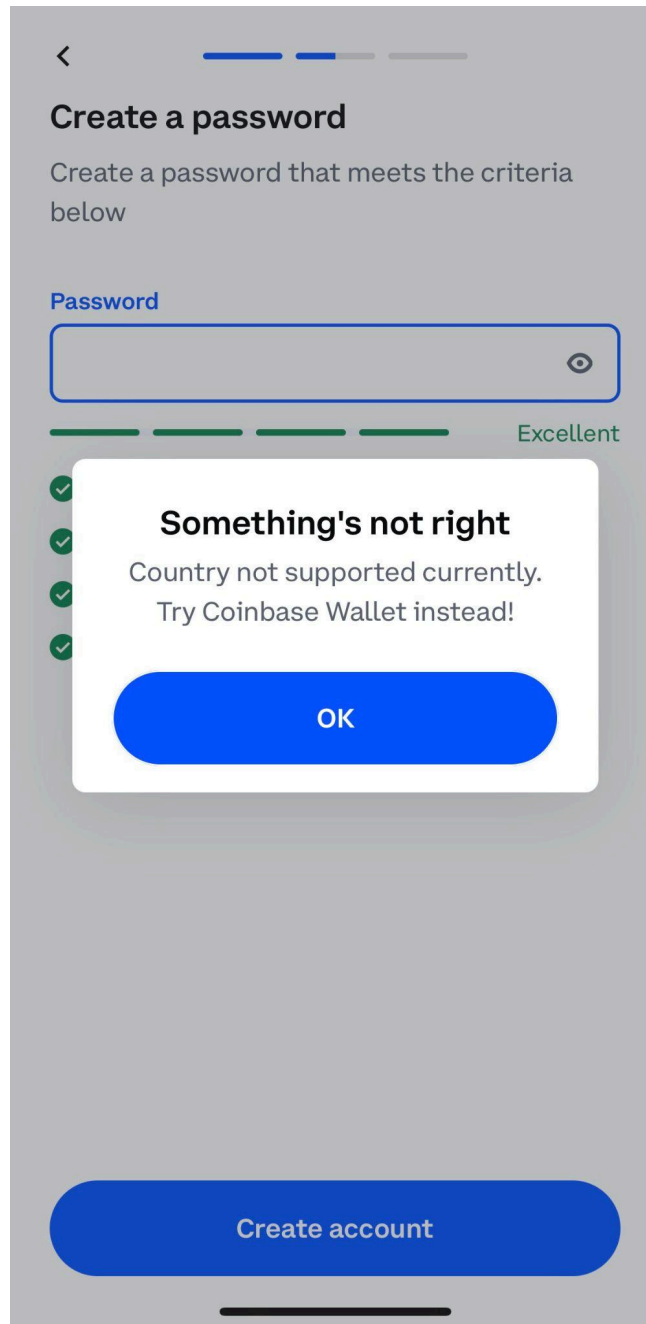 Create a password
Create a password that meets the criteria
below
Password
Excellent
Something's not right
Country not supported currently.
Try Coinbase Wallet instead!
OK
Create account